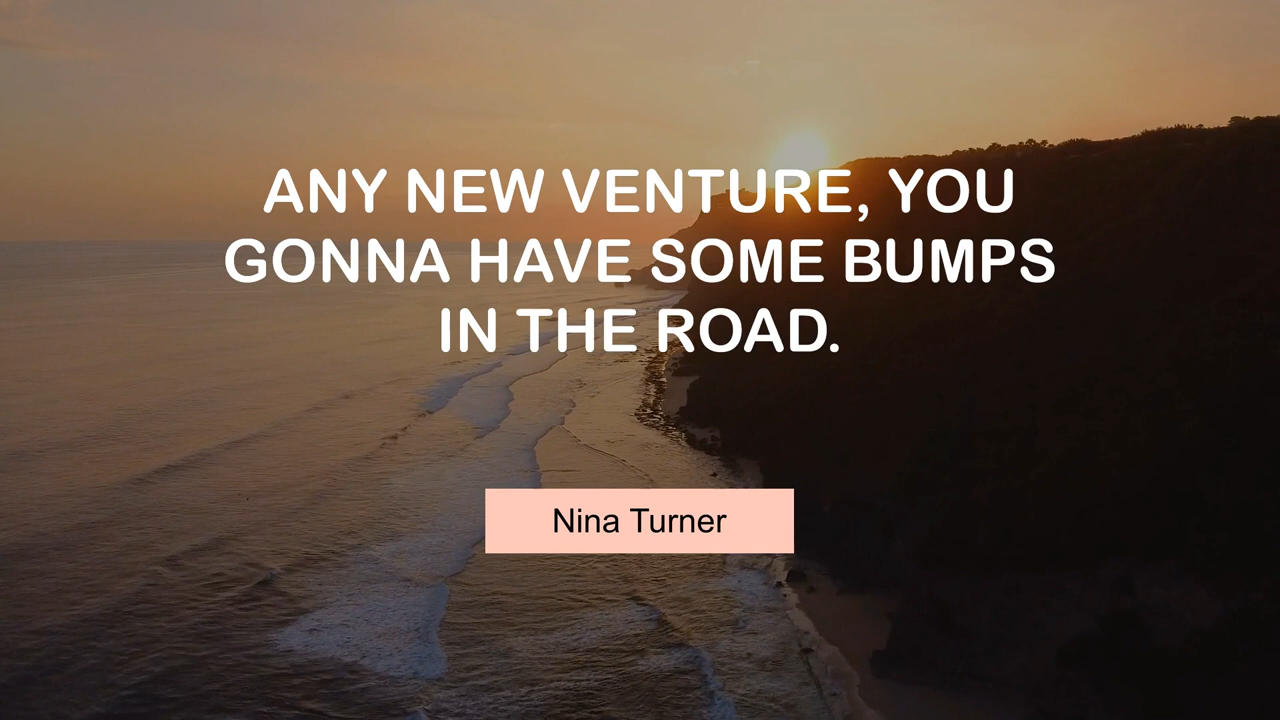 ANY NEW VENTURE, YOU
GONNA HAVE SOME BUMPS
IN THE ROAD.
Nina Turner